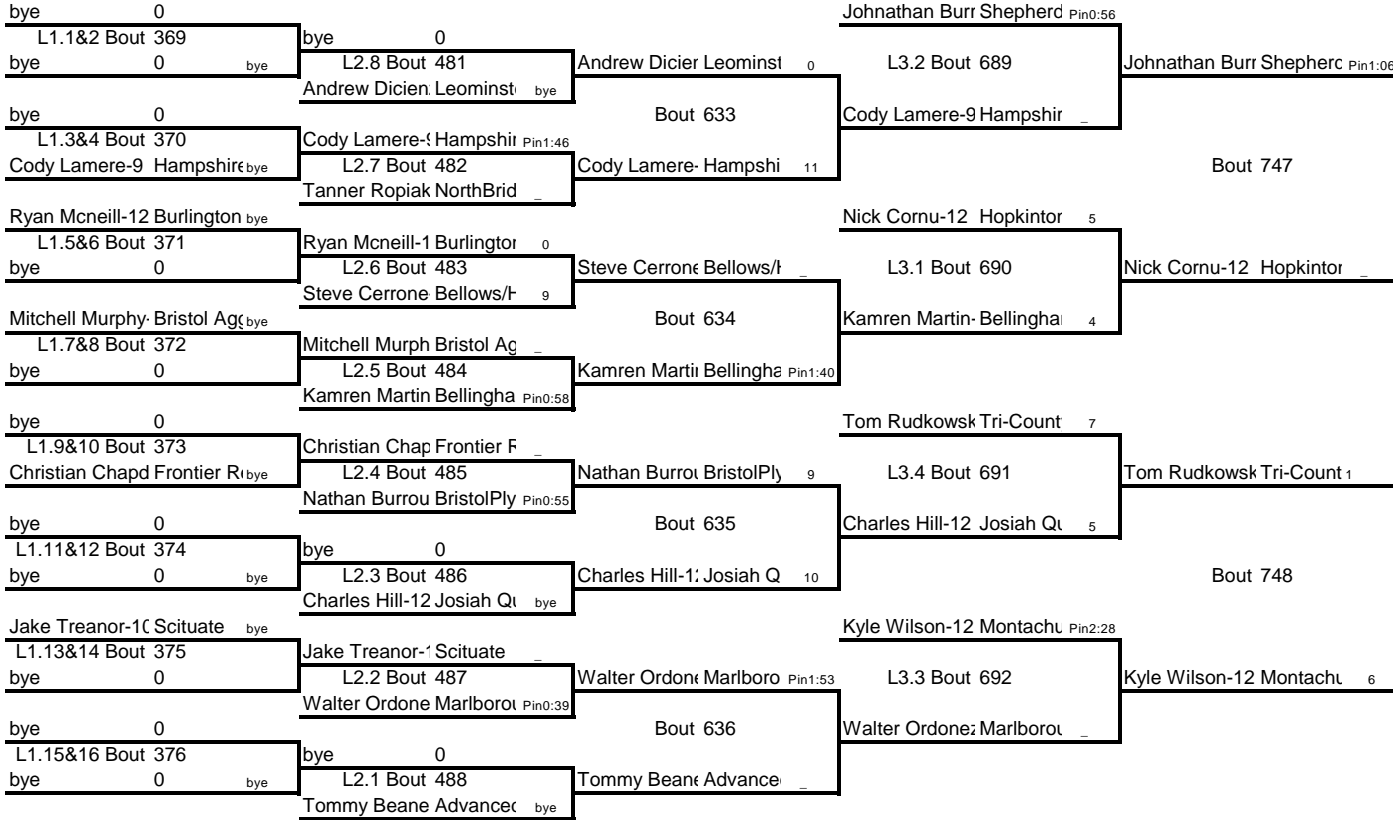 bye 0 Johnathan Burr Shepherd Pin0:56
L1.1&2 Bout 369 bye 0
bye 0 bye L2.8 Bout 481 Andrew Dicier Leominst 0 L3.2 Bout 689 Johnathan Burr Shepherd Pin1:06
Andrew Dicien Leominst bye
bye 0 Bout 633 Cody Lamere-9 Hampshir _
L1.3&4 Bout 370 Cody Lamere-9 Hampshir Pin1:46
Cody Lamere-9 Hampshire bye L2.7 Bout 482 Cody Lamere- Hampshi 11 Bout 747
Tanner Ropiak NorthBrid _
Ryan Mcneill-12 Burlington bye Nick Cornu-12 Hopkinton 5
L1.5&6 Bout 371 Ryan Mcneill-1 Burlington 0
bye 0 L2.6 Bout 483 Steve Cerrone Bellows/H _ L3.1 Bout 690 Nick Cornu-12 Hopkinton _
Steve Cerrone Bellows/H 9
Mitchell Murphy- Bristol Agg bye Bout 634 Kamren Martin- Bellingha 4
L1.7&8 Bout 372 Mitchell Murph Bristol Ag _
bye 0 L2.5 Bout 484 Kamren Martin Bellingha Pin1:40
Kamren Martin Bellingha Pin0:58
bye 0 Tom Rudkowsk Tri-Count 7
L1.9&10 Bout 373 Christian Chap Frontier R _
Christian Chapd Frontier Re bye L2.4 Bout 485 Nathan Burrou BristolPly 9 L3.4 Bout 691 Tom Rudkowsk Tri-Count 1
Nathan Burrou BristolPly Pin0:55
bye 0 Bout 635 Charles Hill-12 Josiah Qu 5
L1.11&12 Bout 374 bye 0
bye 0 bye L2.3 Bout 486 Charles Hill-12 Josiah Q 10 Bout 748
Charles Hill-12 Josiah Qu bye
Jake Treanor-10 Scituate bye Kyle Wilson-12 Montachu Pin2:28
L1.13&14 Bout 375 Jake Treanor-1 Scituate _
bye 0 L2.2 Bout 487 Walter Ordone Marlboro Pin1:53 L3.3 Bout 692 Kyle Wilson-12 Montachu 6
Walter Ordone Marlborou Pin0:39
bye 0 Bout 636 Walter Ordonez Marlborou _
L1.15&16 Bout 376 bye 0
bye 0 bye L2.1 Bout 488 Tommy Beane Advance _
Tommy Beane Advanced bye